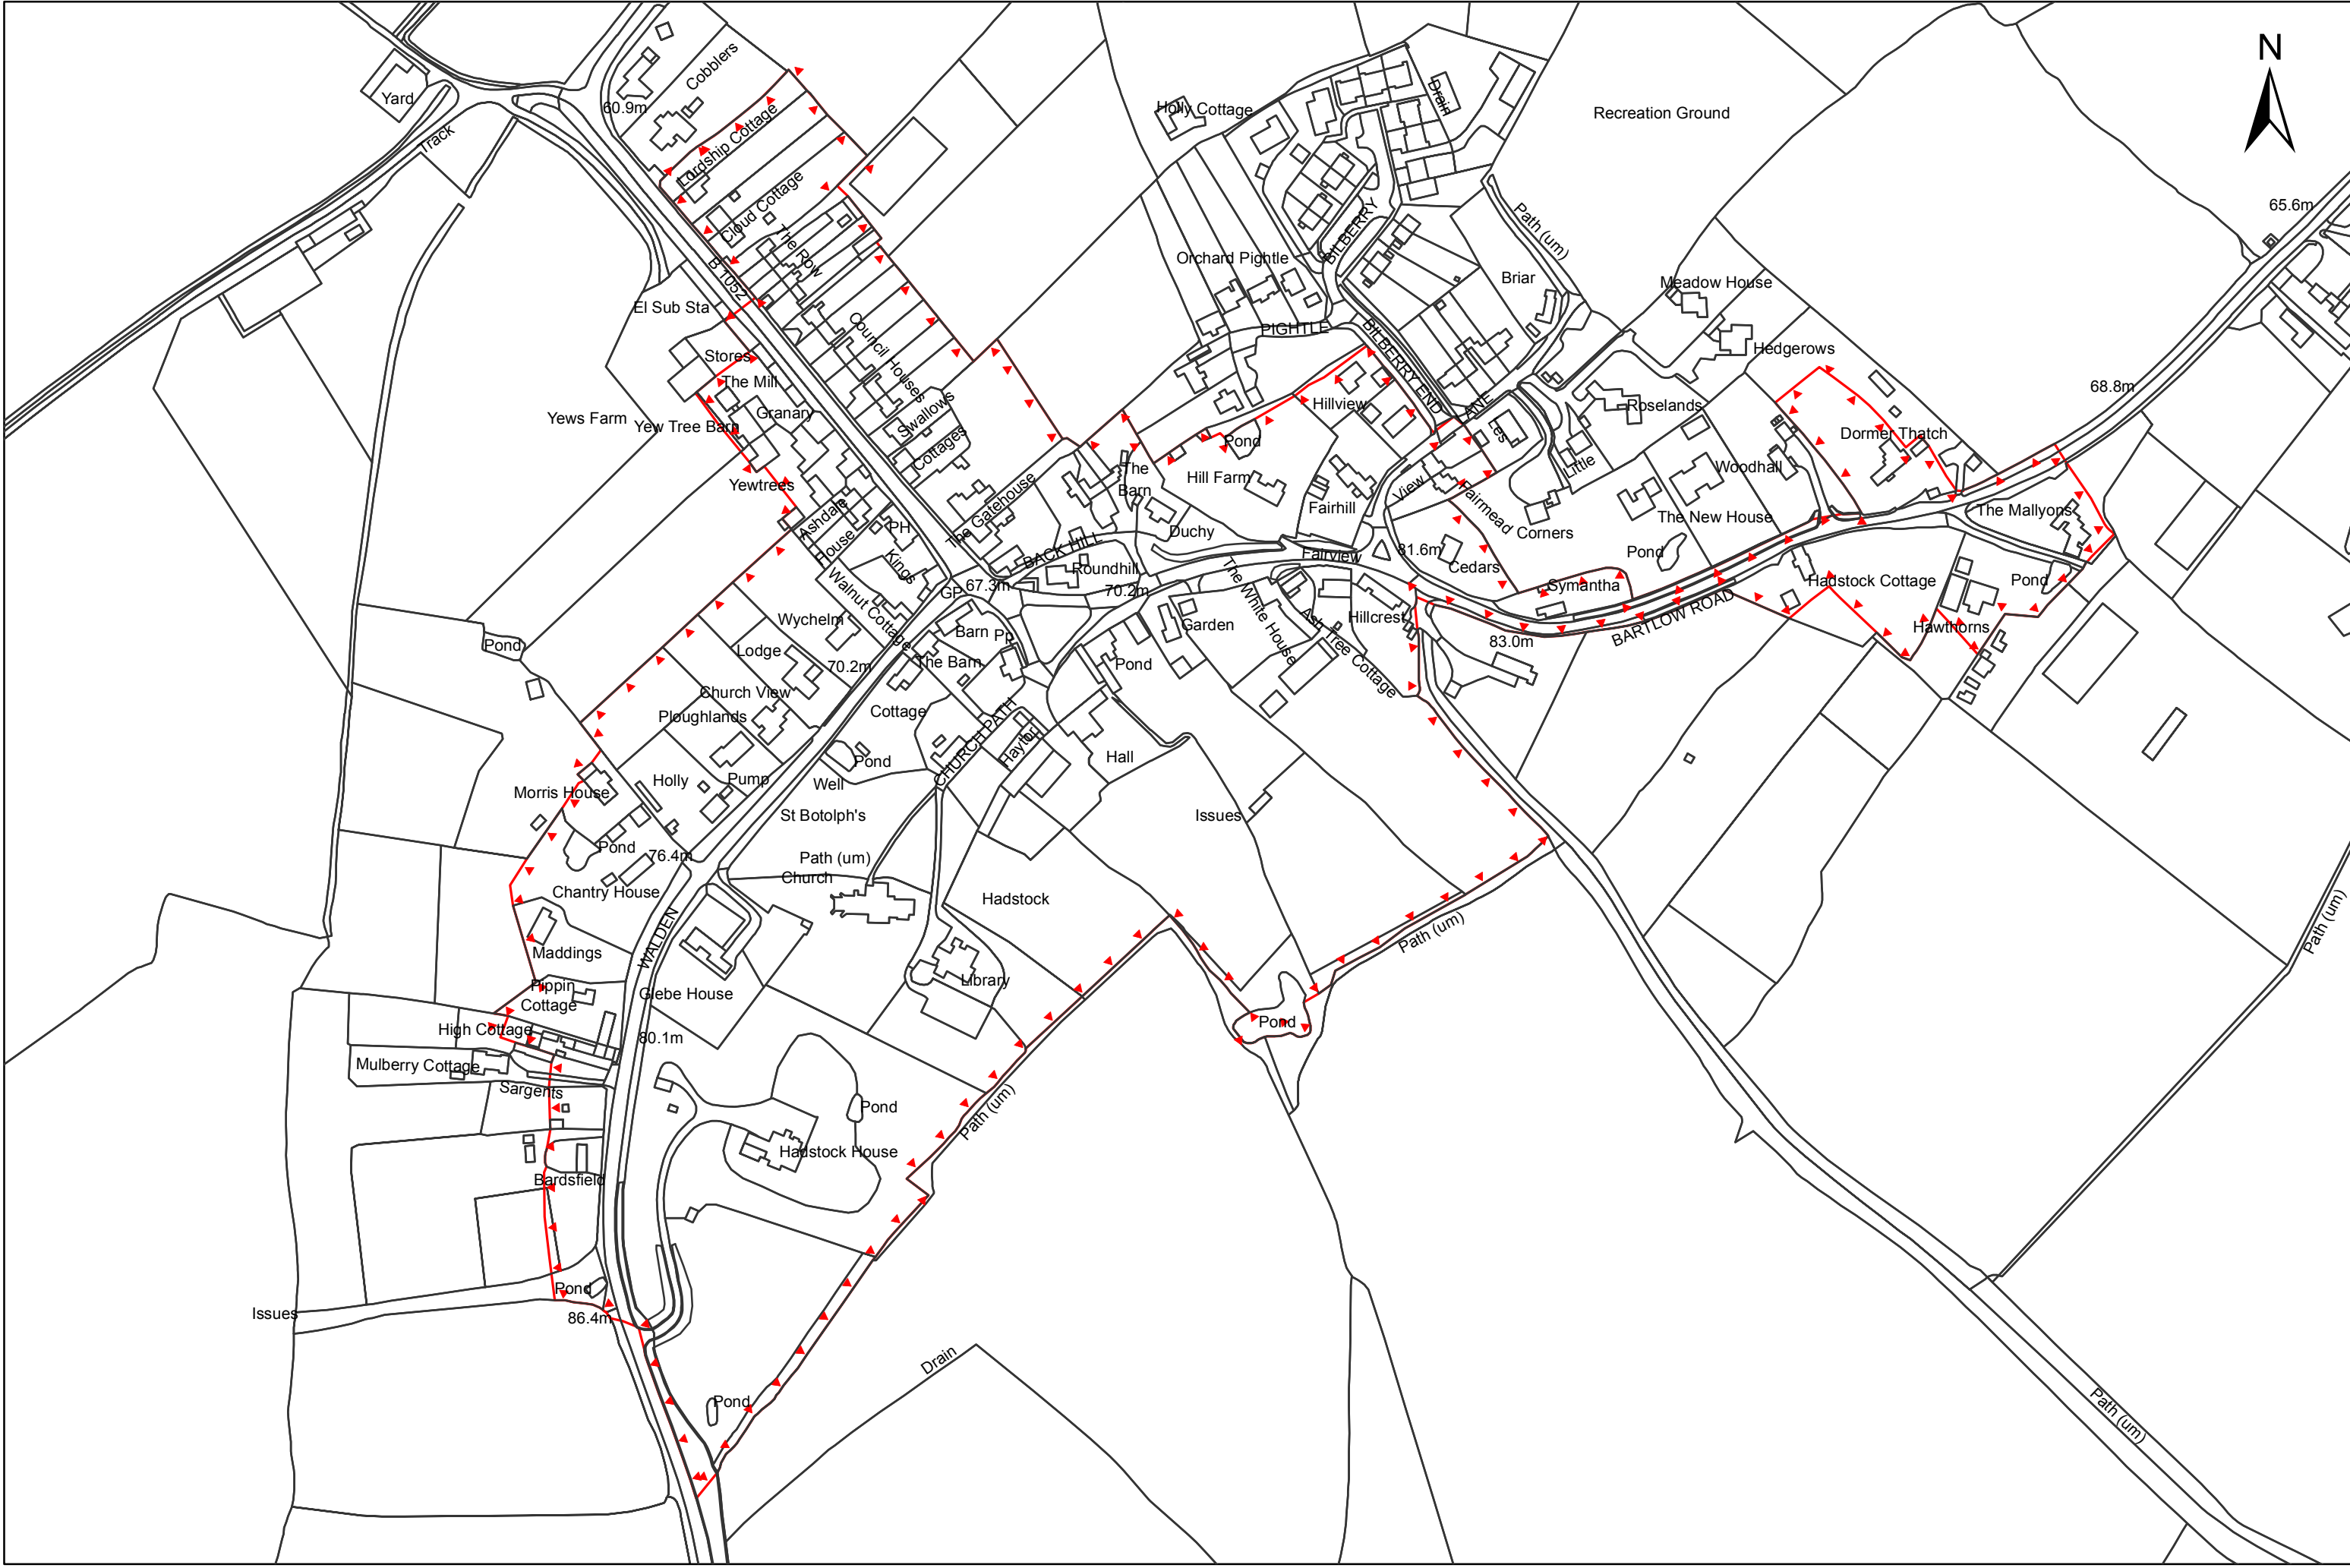 N
Cobblers
Yard
60.9m
Track
Lordship Cottage
Holly Cottage
Drain
Recreation Ground
Cloud Cottage
The Row
BILBERRY
Path (um)
65.6m
B 1052
Orchard Pightle
Briar
Meadow House
El Sub Sta
PIGHTLE
BILBERRY END
Hedgerows
Stores
Council Houses
The Mill
68.8m
Granary
Swallows
Cottages
Hillview
ANE
Roselands
Yews Farm
Yew Tree Barn
Pond
Les
Dormer Thatch
The
Barn
Hill Farm
Little
Woodhall
Yewtrees
View
Fairmead
The Gatehouse
Fairhill
Ashdale
House
PH
Duchy
Corners
The New House
The Mallyons
BACK HILL
Fairview
81.6m
Pond
Kings
Roundhill
Cedars
Symantha
Hadstock Cottage
Pond
Walnut Cottage
GP
67.3m
70.2m
The White House
Ash Tree Cottage
Hillcrest
BARTLOW ROAD
Wychelm
Barn
PH
Garden
83.0m
Hawthorns
Pond
Lodge
70.2m
The Barn
Pond
Church View
Ploughlands
Cottage
CHURCH PATH
Haytor
Hall
Pond
Morris House
Holly
Pump
Well
St Botolph's
Issues
Pond
76.4m
Path (um)
Church
Chantry House
Hadstock
Path (um)
Path (um)
WALDEN
Maddings
Library
Pippin
Cottage
Glebe House
Pond
High Cottage
80.1m
Mulberry Cottage
Sargents
Pond
Path (um)
Hadstock House
Bardsfield
Pond
Issues
86.4m
Drain
Pond
Path (um)